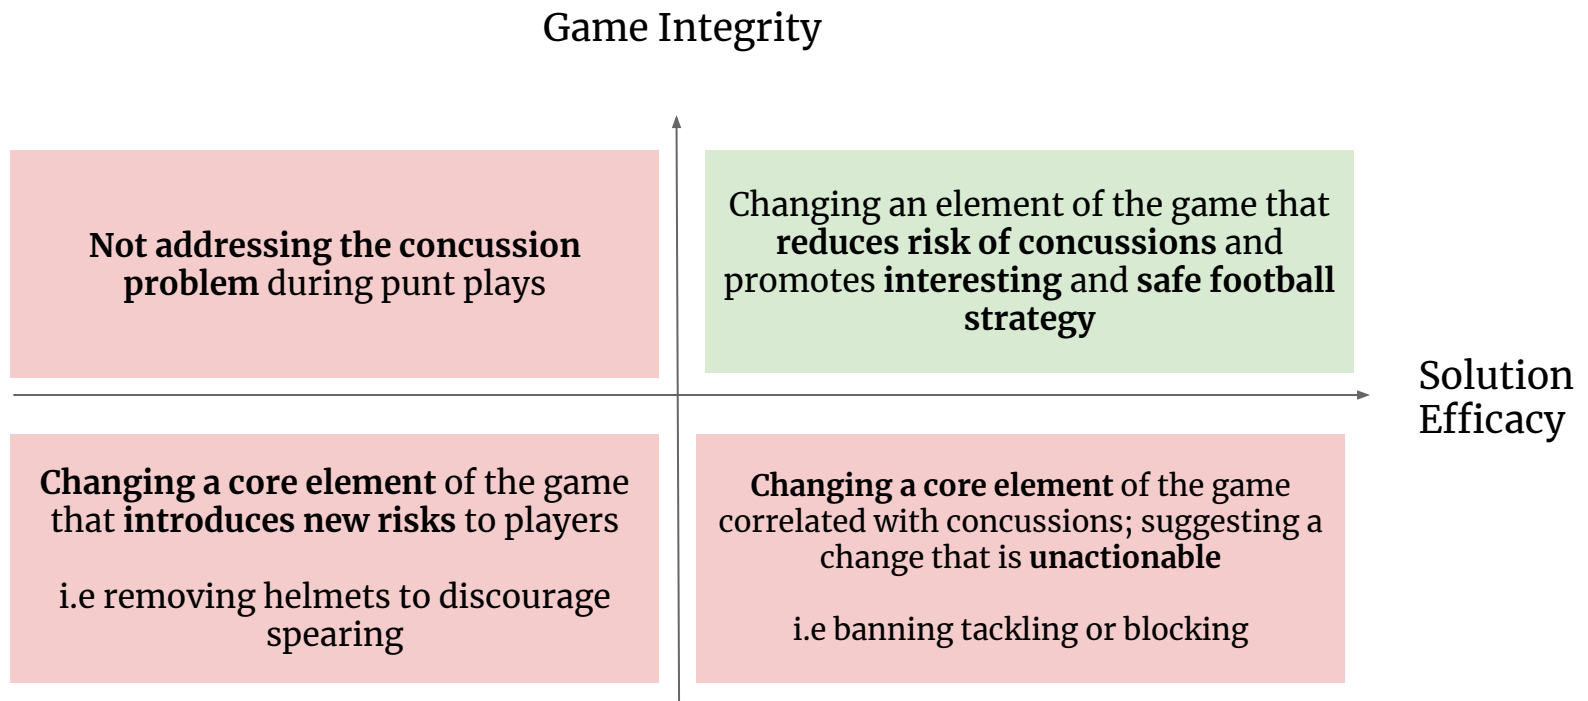 Game Integrity
Not addressing the concussion
problem during punt plays
Changing an element of the game that
reduces risk of concussions and
promotes interesting and safe football
strategy
Solution
Efficacy
Changing a core element of the game
that introduces new risks to players
i.e removing helmets to discourage
spearing
Changing a core element of the game
correlated with concussions; suggesting a
change that is unactionable
i.e banning tackling or blocking